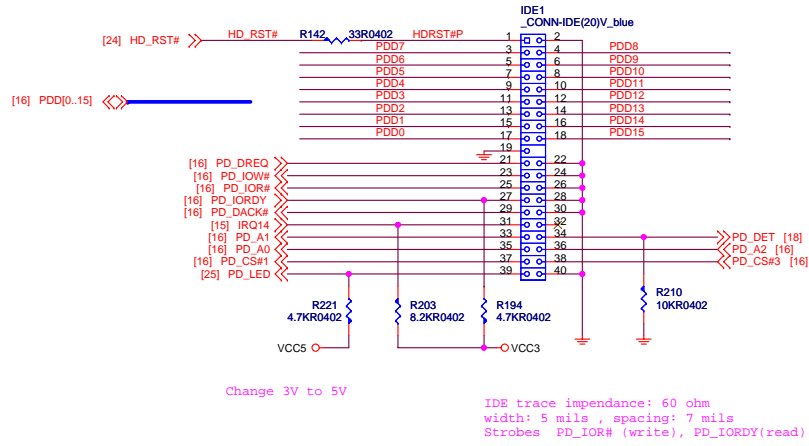 IDE1
_CONN-IDE(20)V_blue
[24] HD_RST# HD_RST# R142 33R0402 HDRST#P 1 2
PDD7 3 4 PDD8
PDD6 5 6 PDD9
PDD5 7 8 PDD10
PDD4 9 10 PDD11
[16] PDD[0..15] PDD3 11 12 PDD12
PDD2 13 14 PDD13
PDD1 15 16 PDD14
PDD0 17 18 PDD15
19
[16] PD_DREQ 21 22
[16] PD_IOW# 23 24
[16] PD_IOR# 25 26
[16] PD_IORDY 27 28
[16] PD_DACK# 29 30
[15] IRQ14 31 32
[16] PD_A1 33 34 PD_DET [18]
[16] PD_A0 35 36 PD_A2 [16]
[16] PD_CS#1 37 38 PD_CS#3 [16]
[25] PD_LED 39 40
R221 R203 R194 R210
4.7KR0402 8.2KR0402 4.7KR0402 10KR0402
VCC5 VCC3
Change 3V to 5V
IDE trace impendance: 60 ohm
width: 5 mils , spacing: 7 mils
Strobes PD_IOR# (write), PD_IORDY(read)